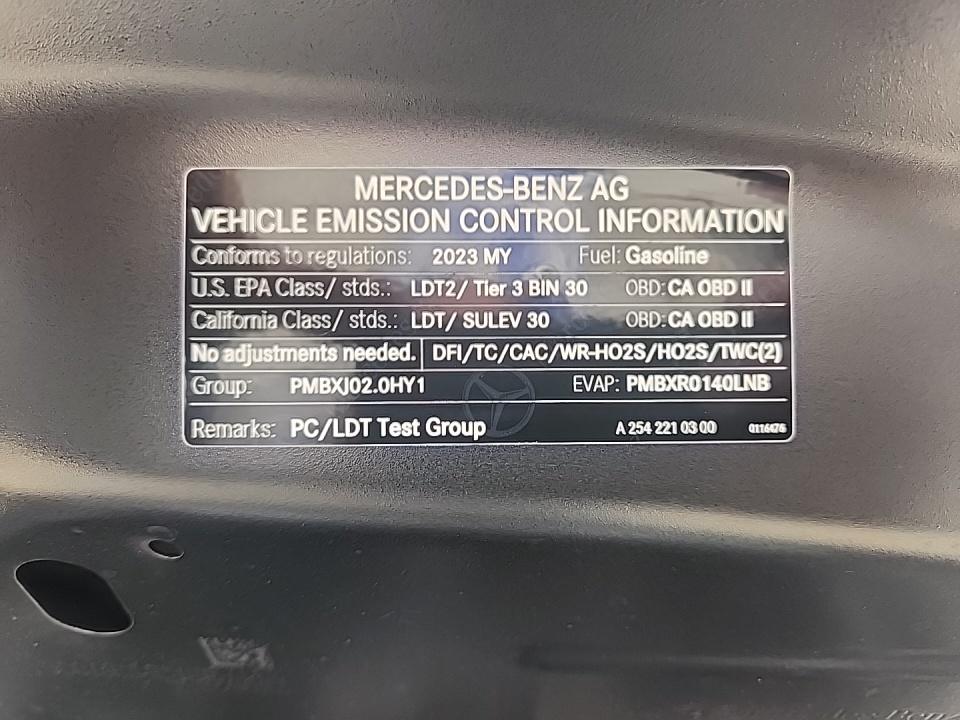 MERCEDES-BENZ AG
VEHICLE EMISSION CONTROL INFORMATION
Conforms to regulations: 2023 MY Fuel: Gasoline
U.S. EPA Class/ stds.: LDT2/ Tier 3 BIN 30 OBD: CA OBD II
California Class/ stds.: LDT/ SULEV 30 OBD: CA OBD II
No adjustments needed. DFI/TC/CAC/WR-HO2S/HO2S/TWC(2)
Group: PMBXJ02.0HY1 EVAP: PMBXR0140LNB
Remarks: PC/LDT Test Group A 254 221 03 00 0116476